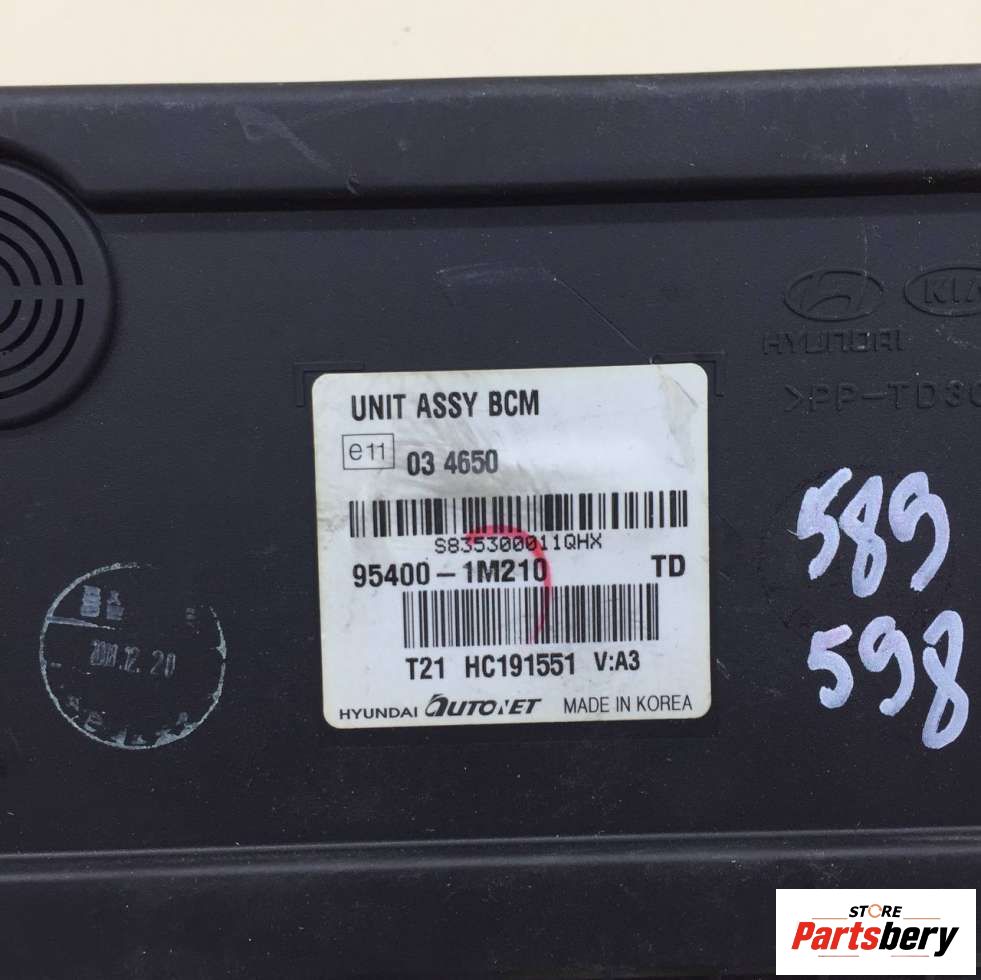 KIA
HYUNDAI
>PP-TD30
UNIT ASSY BCM
e11 03 4650
S835300011QHX
95400-1M210 TD
T21 HC191551 V:A3
HYUNDAI AUTONET MADE IN KOREA
589
598
STORE
Partsbery